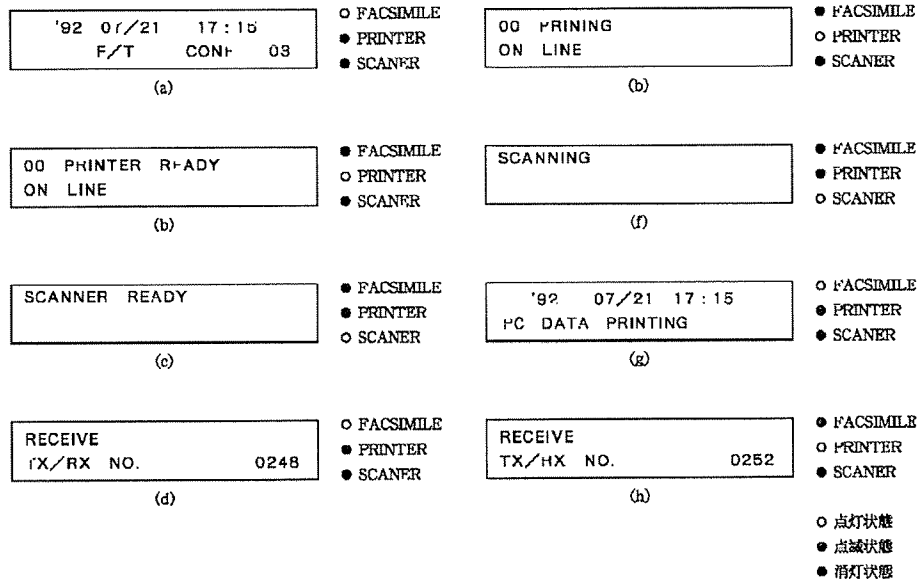 '92 07/21 17:15
F/T CONF 03
○ FACSIMILE
● PRINTER
● SCANER
(a)
00 PRINTER READY
ON LINE
● FACSIMILE
○ PRINTER
● SCANER
(b)
SCANNER READY
● FACSIMILE
● PRINTER
○ SCANER
(c)
RECEIVE
TX/RX NO. 0248
○ FACSIMILE
● PRINTER
● SCANER
(d)
00 PRINING
ON LINE
● FACSIMILE
○ PRINTER
● SCANER
(b)
SCANNING
● FACSIMILE
● PRINTER
○ SCANER
(f)
'92 07/21 17:15
PC DATA PRINTING
○ FACSIMILE
● PRINTER
● SCANER
(g)
RECEIVE
TX/RX NO. 0252
● FACSIMILE
○ PRINTER
● SCANER
(h)
○ 点灯状態
● 点滅状態
● 消灯状態